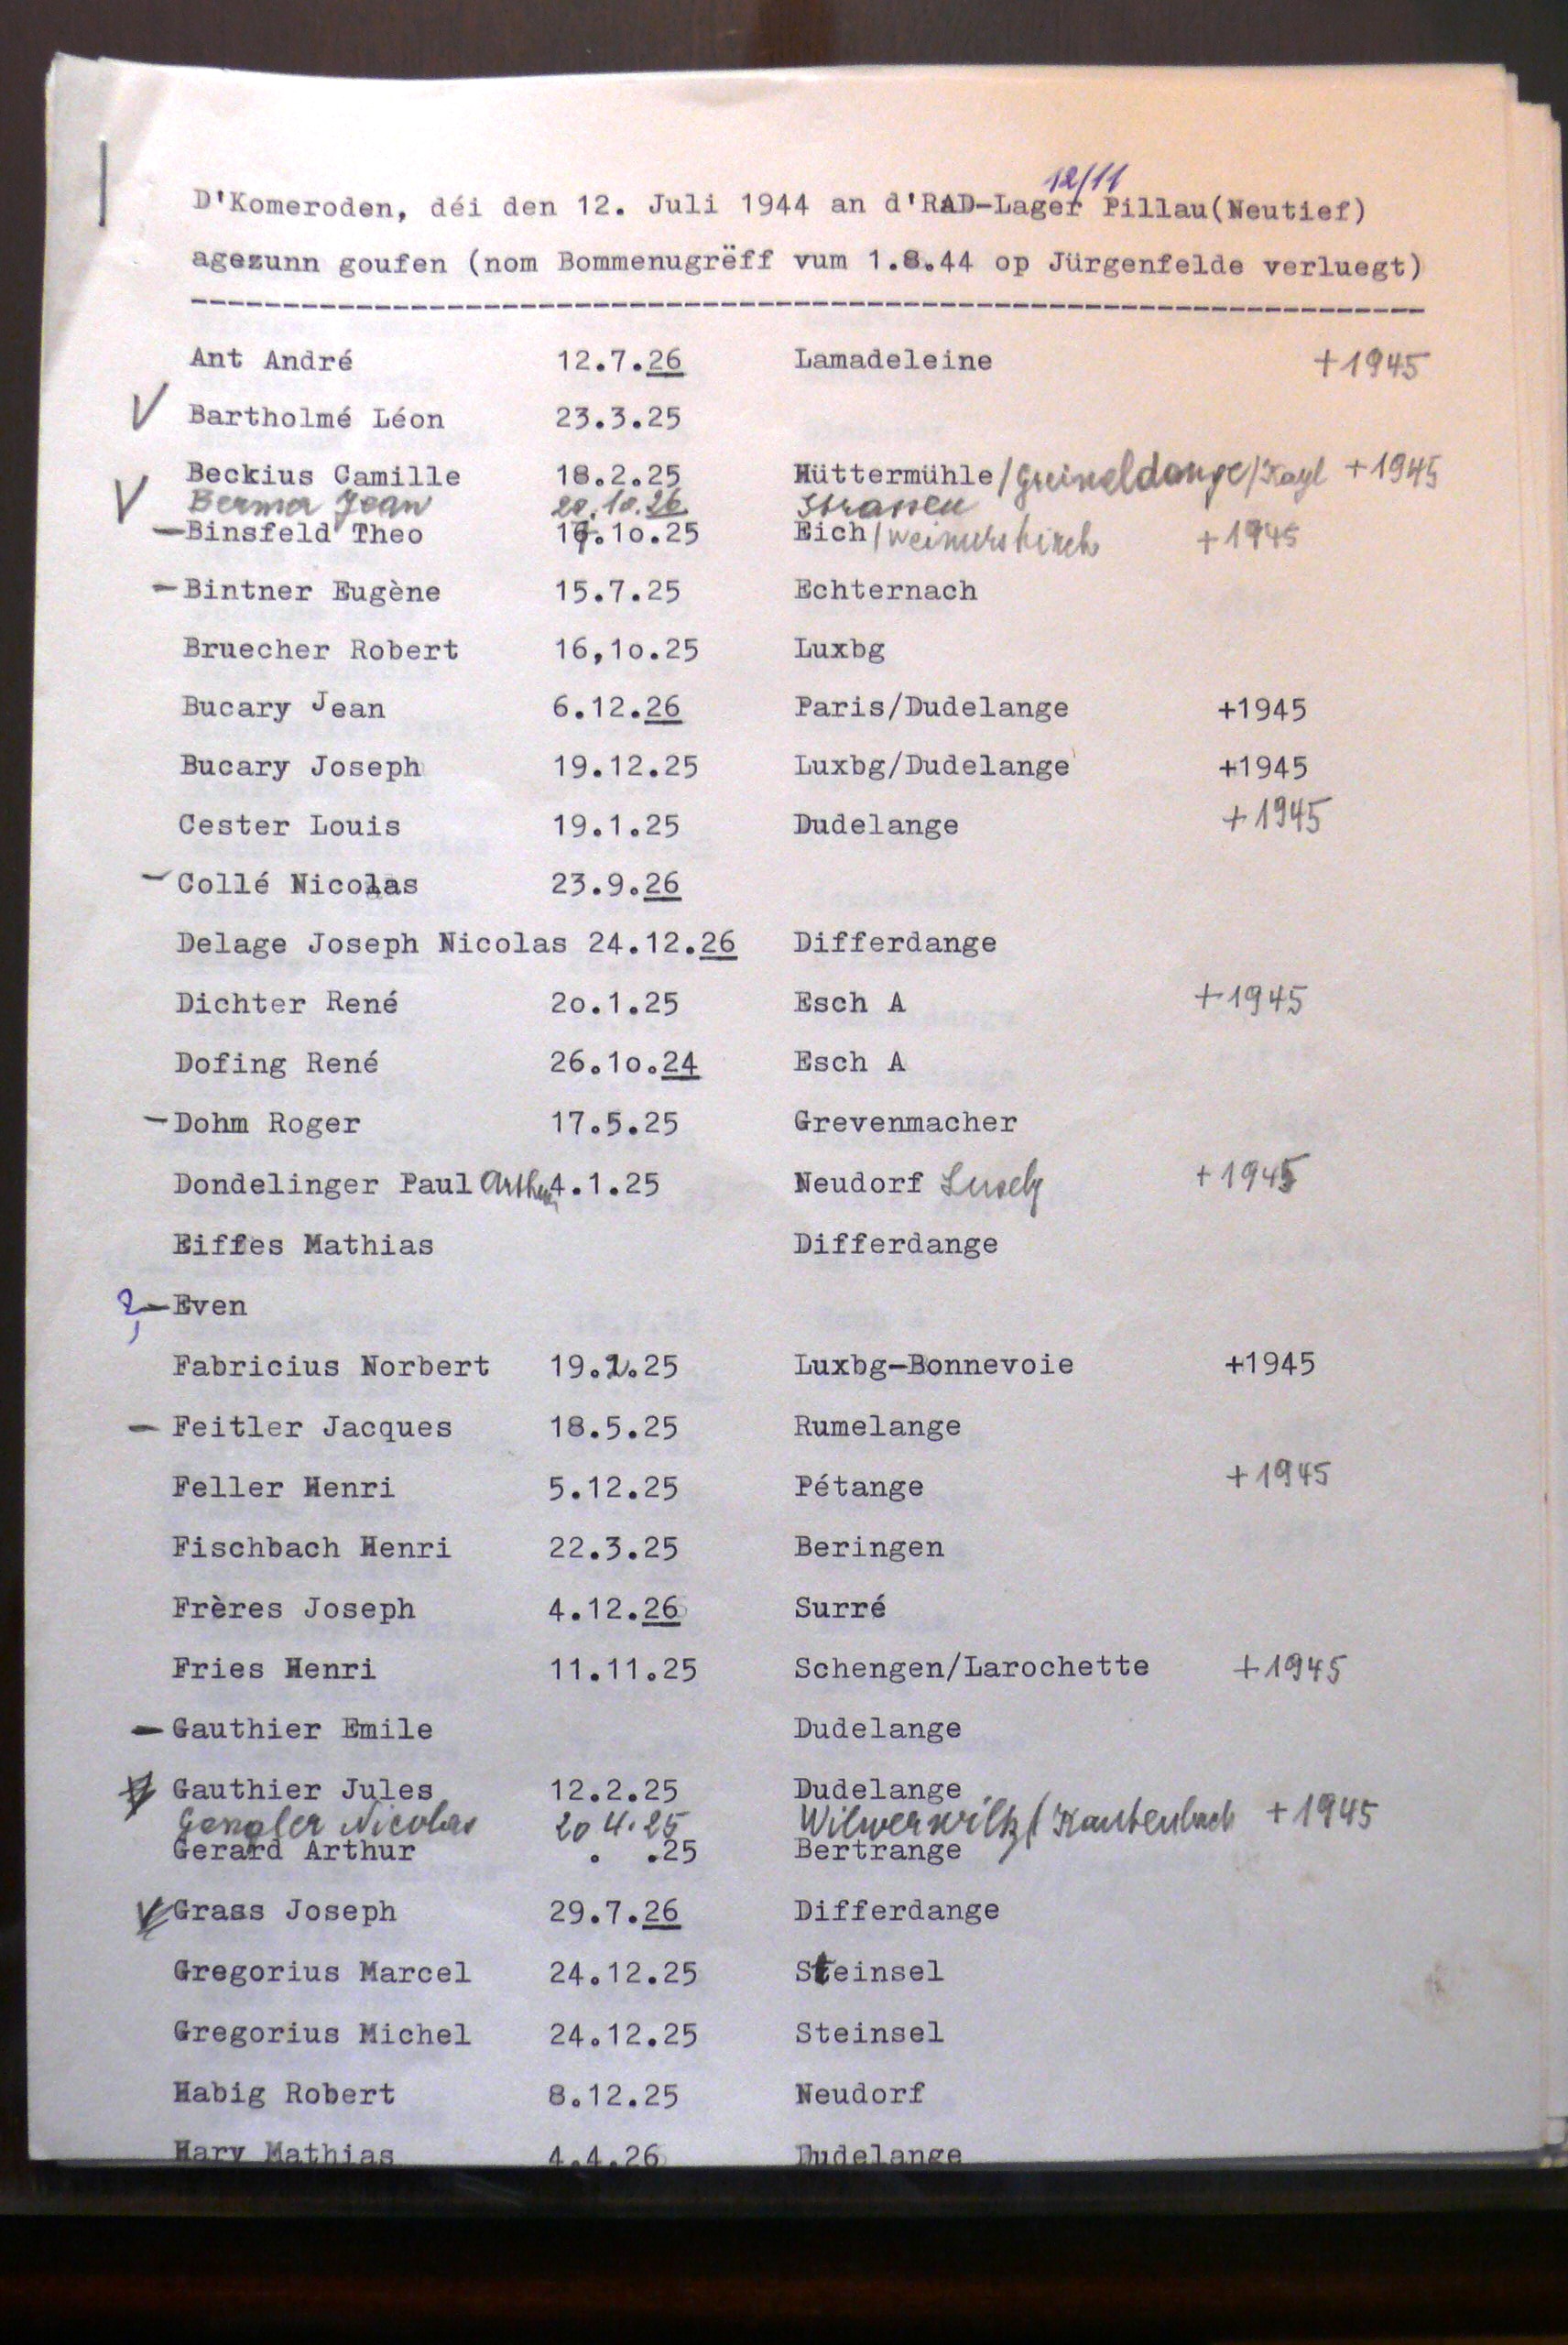 12/11
D'Komeroden, déi den 12. Juli 1944 an d'RAD-Lager Pillau(Neutief)
agezunn goufen (nom Bommenugrëff vum 1.8.44 op Jürgenfelde verluegt)
Ant André 12.7.26 Lamadeleine +1945
V Bartholmé Léon 23.3.25
Beckius Camille 18.2.25 Hüttermühle/Greiveldange/Kayl +1945
V Bermer Jean 20.10.26 Strassen
—Binsfeld Theo 17.10.25 Eich/Weimerskirch +1945
—Bintner Eugène 15.7.25 Echternach
Bruecher Robert 16,1o.25 Luxbg
Bucary Jean 6.12.26 Paris/Dudelange +1945
Bucary Joseph 19.12.25 Luxbg/Dudelange +1945
Cester Louis 19.1.25 Dudelange +1945
—Collé Nicolas 23.9.26
Delage Joseph Nicolas 24.12.26 Differdange
Dichter René 2o.1.25 Esch A +1945
Dofing René 26.1o.24 Esch A
—Dohm Roger 17.5.25 Grevenmacher
Dondelinger Paul Arthur 4.1.25 Neudorf +1945
Eiffes Mathias Differdange
?—Even
Fabricius Norbert 19.2.25 Luxbg-Bonnevoie +1945
—Feitler Jacques 18.5.25 Rumelange
Feller Henri 5.12.25 Pétange +1945
Fischbach Henri 22.3.25 Beringen
Frères Joseph 4.12.26 Surré
Fries Henri 11.11.25 Schengen/Larochette +1945
—Gauthier Emile Dudelange
Gauthier Jules 12.2.25 Dudelange
Gengler Nicolas 20 4.25 Wilwerwiltz/Kautenbach +1945
Gerard Arthur . .25 Bertrange
V Grass Joseph 29.7.26 Differdange
Gregorius Marcel 24.12.25 Steinsel
Gregorius Michel 24.12.25 Steinsel
Habig Robert 8.12.25 Neudorf
Hary Mathias 4.4.26 Dudelange